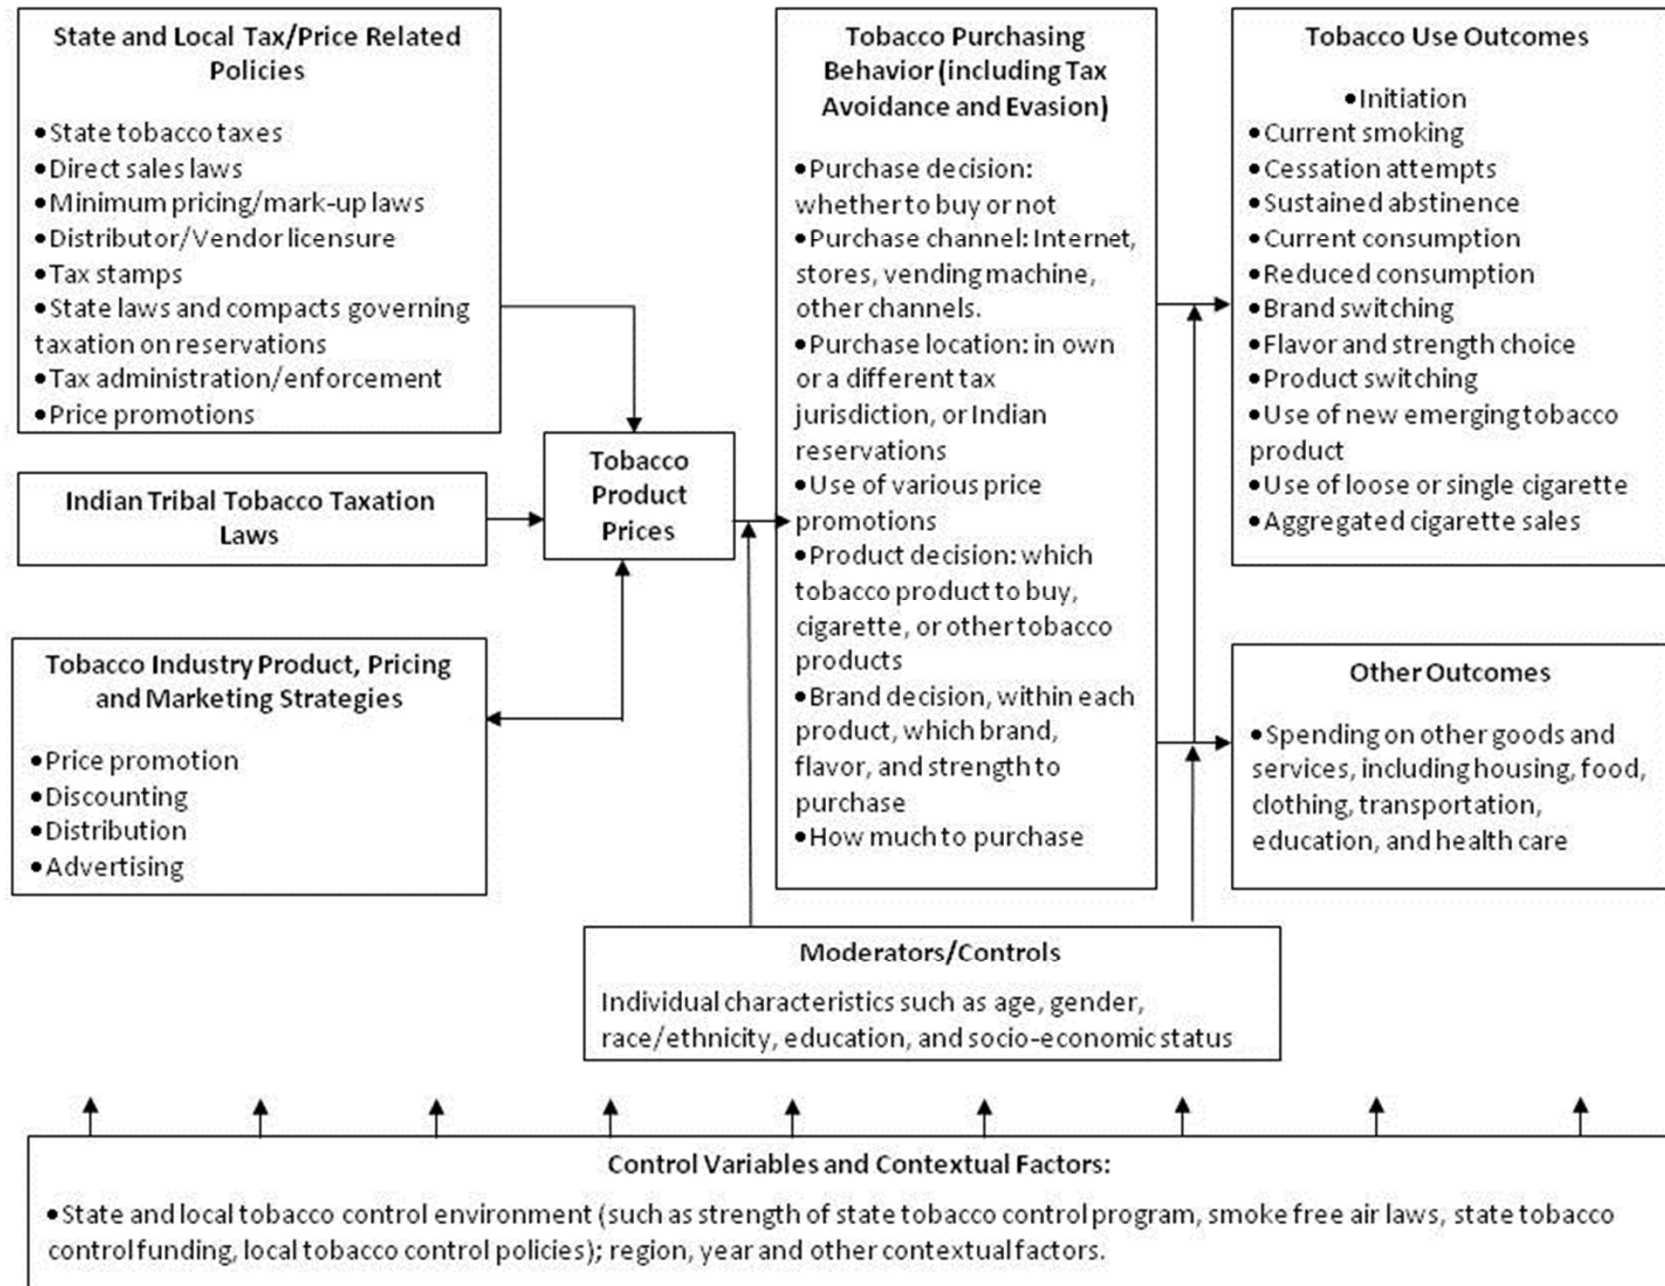 State and Local Tax/Price Related
Policies
•State tobacco taxes
•Direct sales laws
•Minimum pricing/mark-up laws
•Distributor/Vendor licensure
•Tax stamps
•State laws and compacts governing
taxation on reservations
•Tax administration/enforcement
•Price promotions
Indian Tribal Tobacco Taxation
Laws
Tobacco Industry Product, Pricing
and Marketing Strategies
•Price promotion
•Discounting
•Distribution
•Advertising
Tobacco
Product
Prices
Tobacco Purchasing
Behavior (including Tax
Avoidance and Evasion)
•Purchase decision:
whether to buy or not
•Purchase channel: Internet,
stores, vending machine,
other channels.
•Purchase location: in own
or a different tax
jurisdiction, or Indian
reservations
•Use of various price
promotions
•Product decision: which
tobacco product to buy,
cigarette, or other tobacco
products
•Brand decision, within each
product, which brand,
flavor, and strength to
purchase
•How much to purchase
Tobacco Use Outcomes
•Initiation
•Current smoking
•Cessation attempts
•Sustained abstinence
•Current consumption
•Reduced consumption
•Brand switching
•Flavor and strength choice
•Product switching
•Use of new emerging tobacco
product
•Use of loose or single cigarette
•Aggregated cigarette sales
Other Outcomes
•Spending on other goods and
services, including housing, food,
clothing, transportation,
education, and health care
Moderators/Controls
Individual characteristics such as age, gender,
race/ethnicity, education, and socio-economic status
Control Variables and Contextual Factors:
•State and local tobacco control environment (such as strength of state tobacco control program, smoke free air laws, state tobacco
control funding, local tobacco control policies); region, year and other contextual factors.